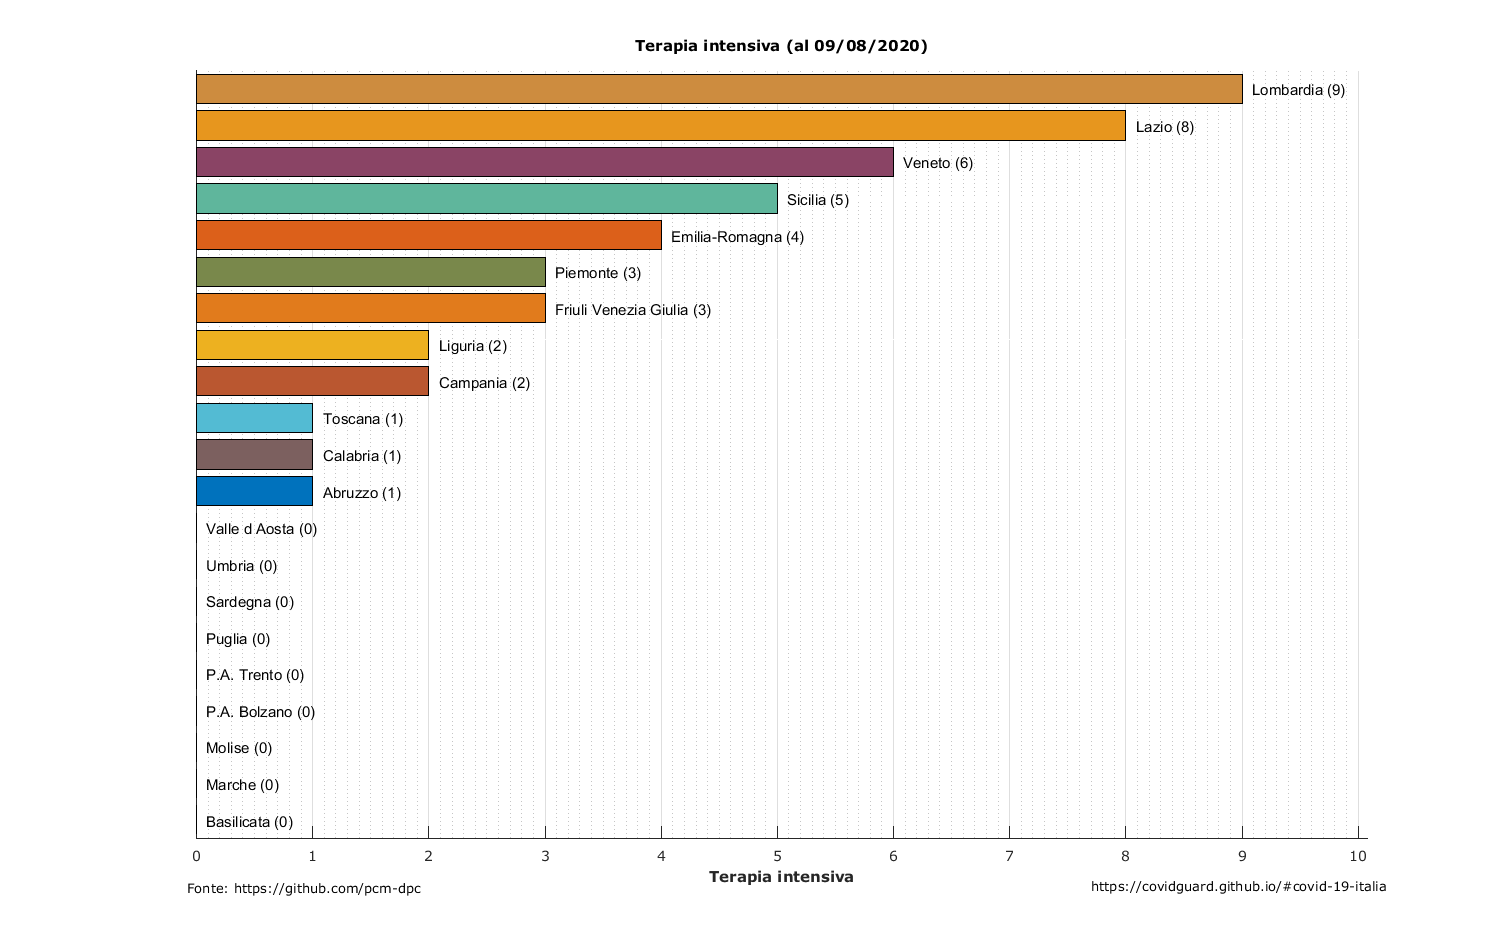 Terapia intensiva (al 09/08/2020)
Lombardia (9)
Lazio (8)
Veneto (6)
Sicilia (5)
Emilia-Romagna (4)
Piemonte (3)
Friuli Venezia Giulia (3)
Liguria (2)
Campania (2)
Toscana (1)
Calabria (1)
Abruzzo (1)
Valle d Aosta (0)
Umbria (0)
Sardegna (0)
Puglia (0)
P.A. Trento (0)
P.A. Bolzano (0)
Molise (0)
Marche (0)
Basilicata (0)
0 1 2 3 4 5 6 7 8 9 10
Terapia intensiva
Fonte: https://github.com/pcm-dpc
https://covidguard.github.io/#covid-19-italia